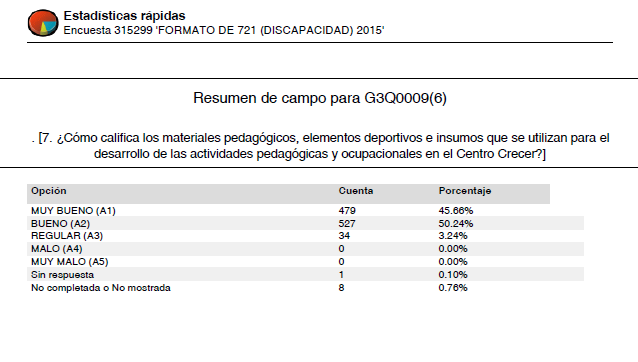 Estadísticas rápidas
Encuesta 315299 'FORMATO DE 721 (DISCAPACIDAD) 2015'
Resumen de campo para G3Q0009(6)
. [7. ¿Cómo califica los materiales pedagógicos, elementos deportivos e insumos que se utilizan para el
desarrollo de las actividades pedagógicas y ocupacionales en el Centro Crecer?]
Opción Cuenta Porcentaje
MUY BUENO (A1) 479 45.66%
BUENO (A2) 527 50.24%
REGULAR (A3) 34 3.24%
MALO (A4) 0 0.00%
MUY MALO (A5) 0 0.00%
Sin respuesta 1 0.10%
No completada o No mostrada 8 0.76%